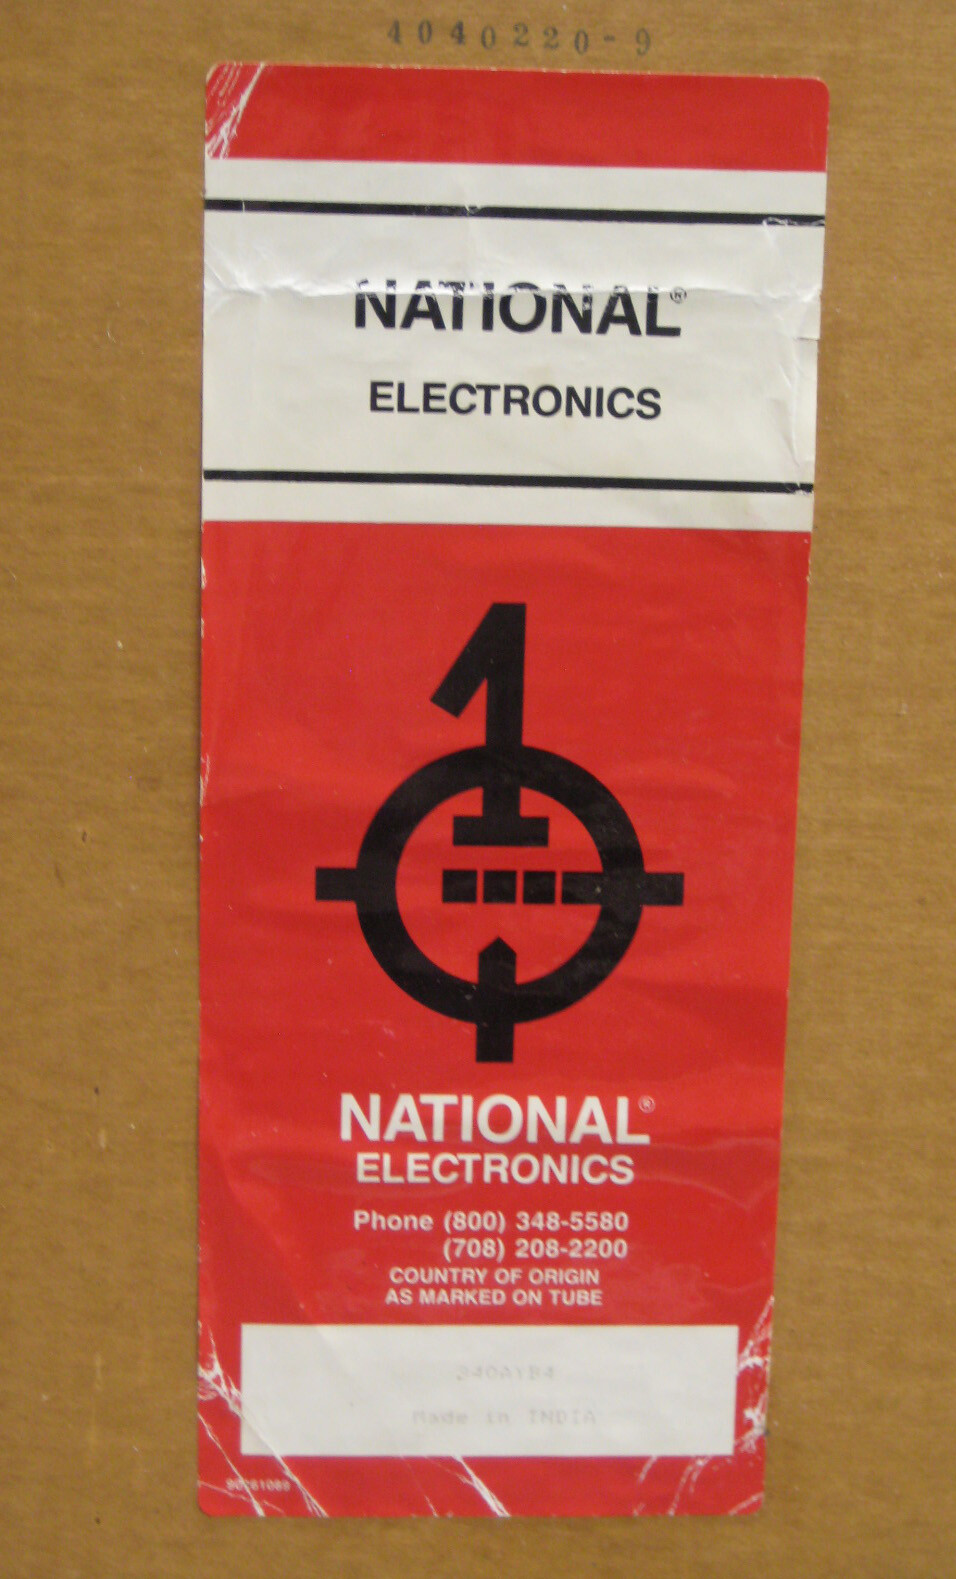 4040220-9
NATIONAL®
ELECTRONICS
NATIONAL®
ELECTRONICS
Phone (800) 348-5580
(708) 208-2200
COUNTRY OF ORIGIN
AS MARKED ON TUBE
340AYB4
Made in INDIA